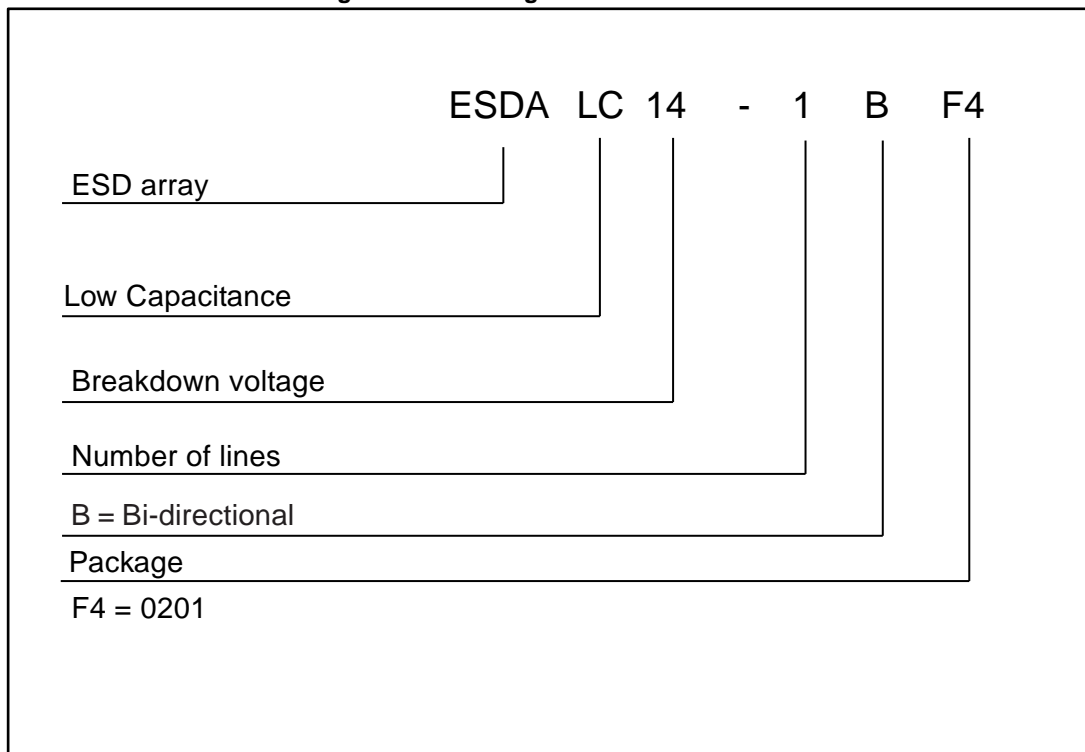 ESDA LC 14 - 1 B F4
ESD array
Low Capacitance
Breakdown voltage
Number of lines
B = Bi-directional
Package
F4 = 0201